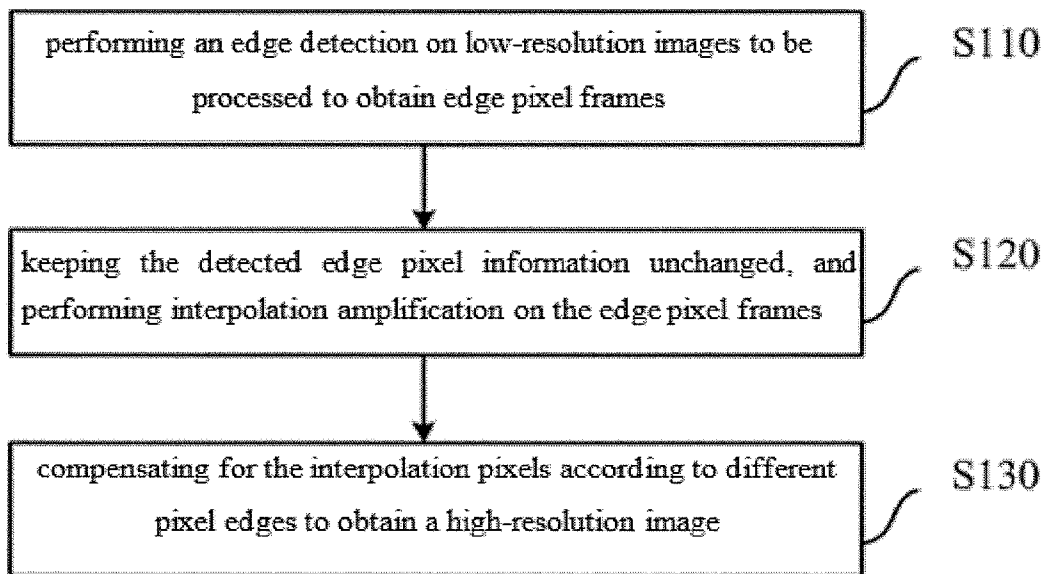 performing an edge detection on low-resolution images to be
processed to obtain edge pixel frames
S110
keeping the detected edge pixel information unchanged, and
performing interpolation amplification on the edge pixel frames
S120
compensating for the interpolation pixels according to different
pixel edges to obtain a high-resolution image
S130